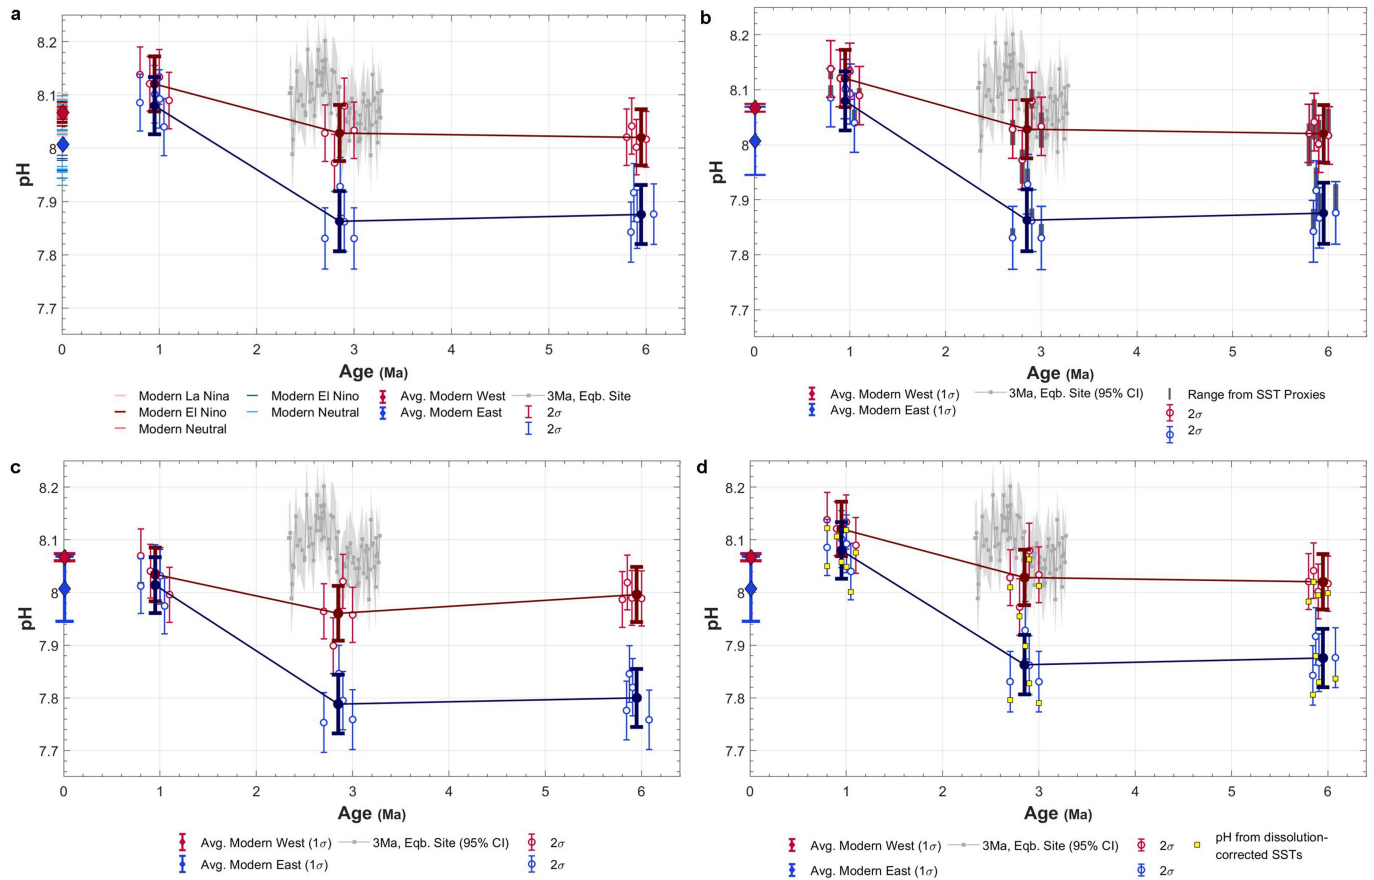 a
8.2
8.1
8
7.9
7.8
7.7
pH
0 1 2 3 4 5 6
Age (Ma)
Modern La Nina
Modern El Nino
Modern Neutral
Modern El Nino
Modern Neutral
Avg. Modern West
Avg. Modern East
3Ma, Eqb. Site
2σ
2σ
b
8.2
8.1
8
7.9
7.8
7.7
pH
0 1 2 3 4 5 6
Age (Ma)
Avg. Modern West (1σ)
Avg. Modern East (1σ)
3Ma, Eqb. Site (95% CI)
Range from SST Proxies
2σ
2σ
c
8.2
8.1
8
7.9
7.8
7.7
pH
0 1 2 3 4 5 6
Age (Ma)
Avg. Modern West (1σ)
Avg. Modern East (1σ)
3Ma, Eqb. Site (95% CI)
2σ
2σ
d
8.2
8.1
8
7.9
7.8
7.7
pH
0 1 2 3 4 5 6
Age (Ma)
Avg. Modern West (1σ)
Avg. Modern East (1σ)
3Ma, Eqb. Site (95% CI)
2σ
2σ
pH from dissolution-
corrected SSTs